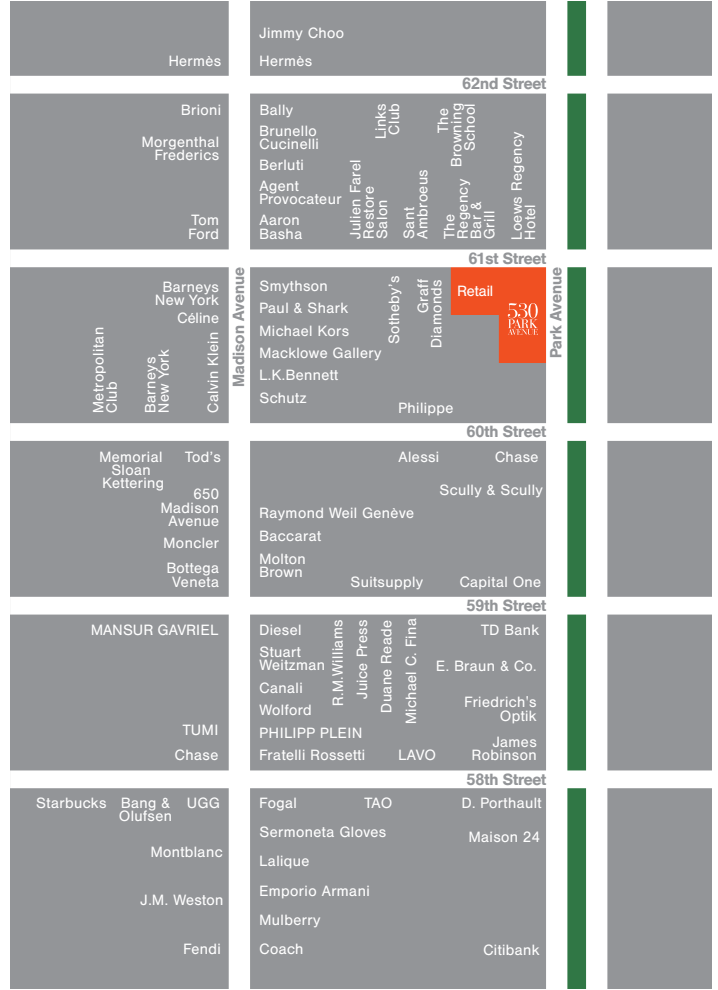 Jimmy Choo
Hermès
Hermès
62nd Street
Brioni
Morgenthal
Frederics
Tom
Ford
Bally
Brunello
Cucinelli
Berluti
Agent
Provocateur
Aaron
Basha
Julien Farel
Restore
Salon
Links
Club
Sant
Ambroeus
The
Browning
School
The
Regency
Bar &
Grill
Loews Regency
Hotel
61st Street
Madison Avenue
Park Avenue
Barneys
New York
Céline
Metropolitan
Club
Barneys
New York
Calvin Klein
Smythson
Paul & Shark
Michael Kors
Macklowe Gallery
L.K.Bennett
Schutz
Sotheby's
Graff
Diamonds
Retail
530
PARK
AVENUE
Philippe
60th Street
Memorial
Sloan
Kettering
Tod's
650
Madison
Avenue
Moncler
Bottega
Veneta
Alessi
Chase
Scully & Scully
Raymond Weil Genève
Baccarat
Molton
Brown
Suitsupply
Capital One
59th Street
MANSUR GAVRIEL
TUMI
Chase
Diesel
Stuart
Weitzman
Canali
Wolford
PHILIPP PLEIN
Fratelli Rossetti
R.M.Williams
Juice Press
Duane Reade
Michael C. Fina
LAVO
TD Bank
E. Braun & Co.
Friedrich's
Optik
James
Robinson
58th Street
Starbucks
Bang &
Olufsen
UGG
Montblanc
J.M. Weston
Fendi
Fogal
TAO
D. Porthault
Sermoneta Gloves
Maison 24
Lalique
Emporio Armani
Mulberry
Coach
Citibank